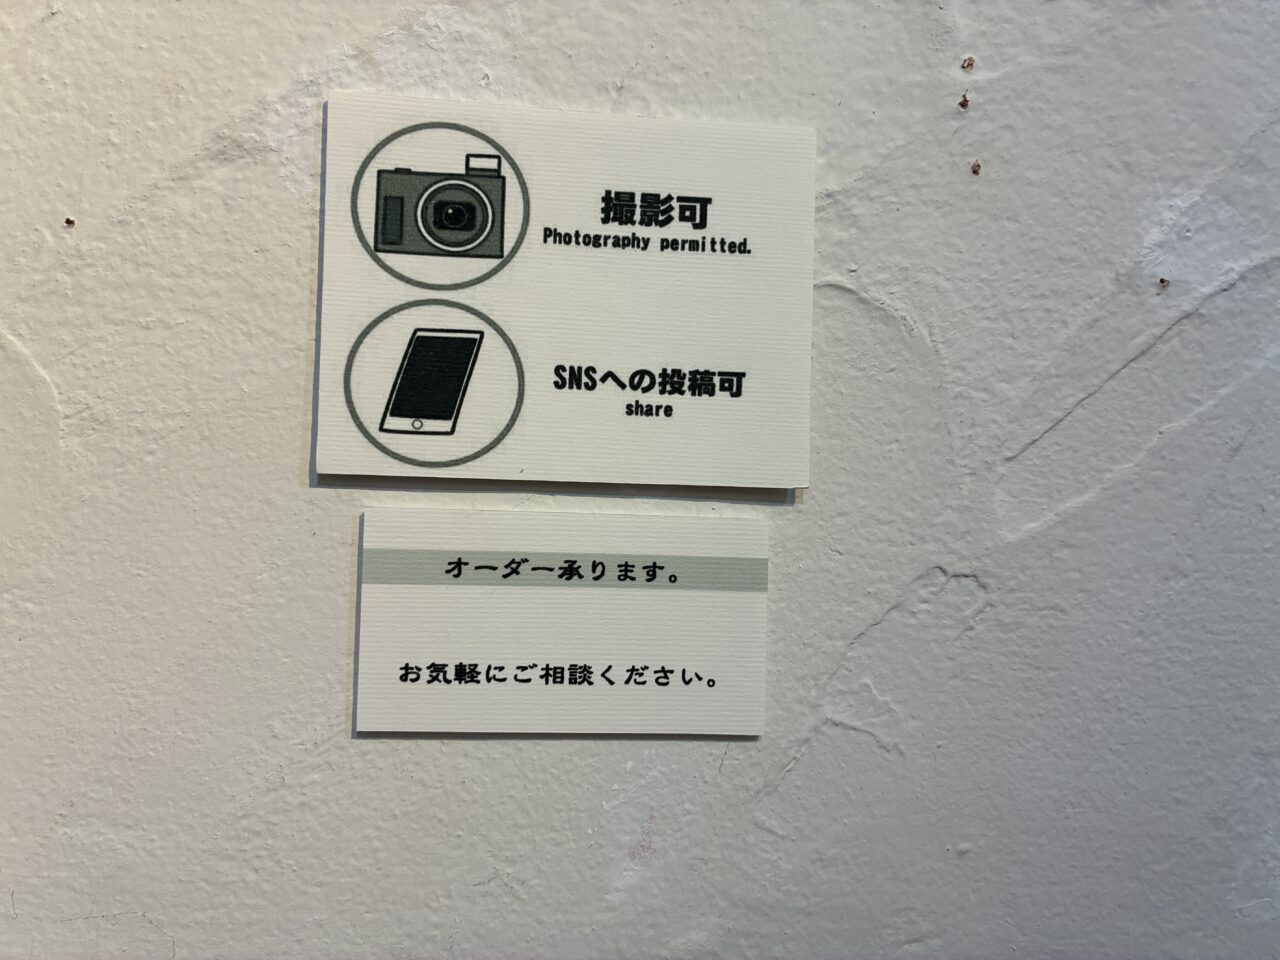 撮影可
Photography permitted.
SNSへの投稿可
share
オーダー承ります。
お気軽にご相談ください。